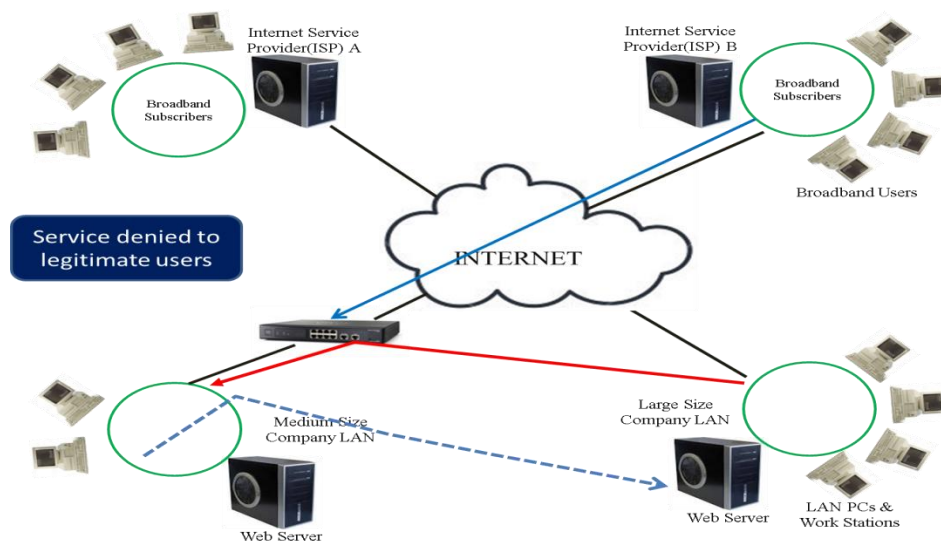 Internet Service
Provider(ISP) A
Internet Service
Provider(ISP) B
Broadband
Subscribers
Broadband
Subscribers
Broadband Users
Service denied to
legitimate users
INTERNET
Medium Size
Company LAN
Large Size
Company LAN
Web Server
Web Server
LAN PCs &
Work Stations